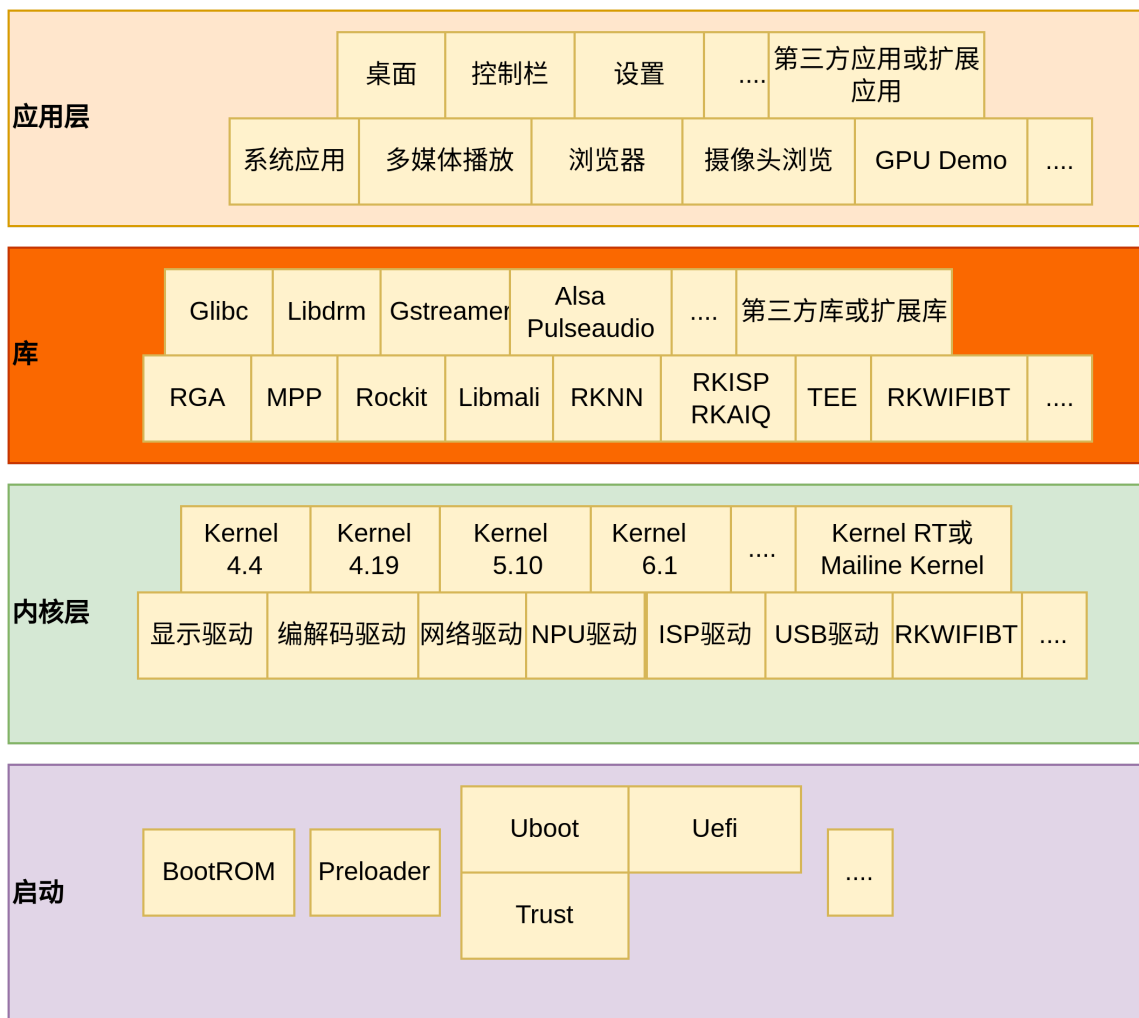 应用层
桌面
控制栏
设置
....
第三方应用或扩展
应用
系统应用
多媒体播放
浏览器
摄像头浏览
GPU Demo
....
库
Glibc
Libdrm
Gstreamer
Alsa
Pulseaudio
....
第三方库或扩展库
RGA
MPP
Rockit
Libmali
RKNN
RKISP
RKAIQ
TEE
RKWIFIBT
....
内核层
Kernel
4.4
Kernel
4.19
Kernel
5.10
Kernel
6.1
....
Kernel RT或
Mailine Kernel
显示驱动
编解码驱动
网络驱动
NPU驱动
ISP驱动
USB驱动
RKWIFIBT
....
启动
BootROM
Preloader
Uboot
Uefi
Trust
....